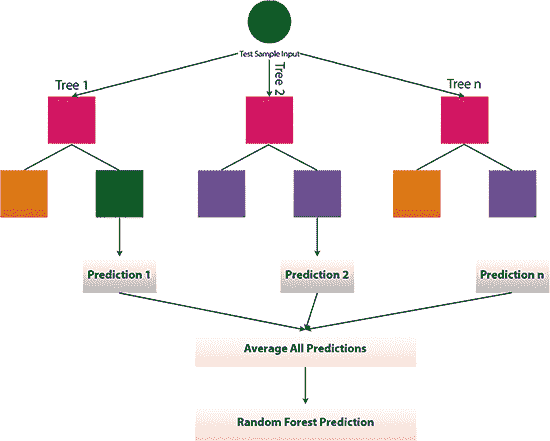 Test Sample Input
Tree 1
Tree 2
Tree n
Prediction 1
Prediction 2
Prediction n
Average All Predictions
Random Forest Prediction